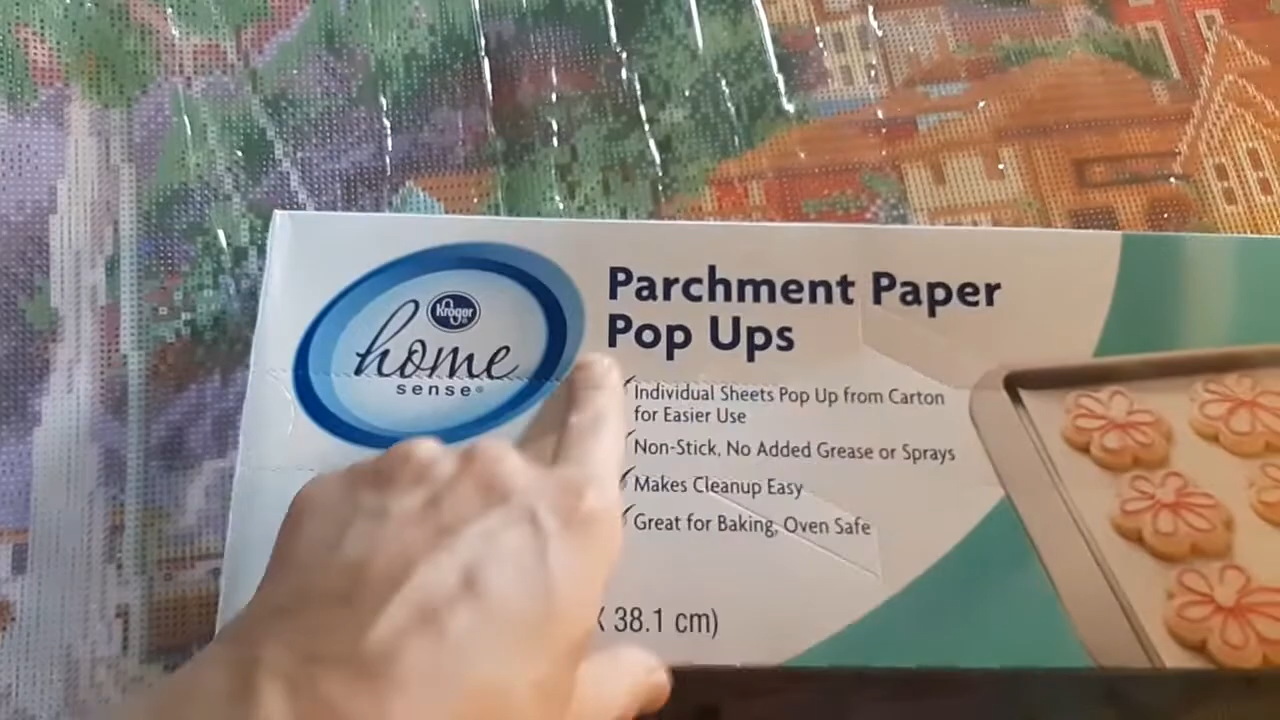 Kroger
home
sense®
Parchment Paper
Pop Ups
Individual Sheets Pop Up from Carton
for Easier Use
Non-Stick, No Added Grease or Sprays
Makes Cleanup Easy
Great for Baking, Oven Safe
X 38.1 cm)